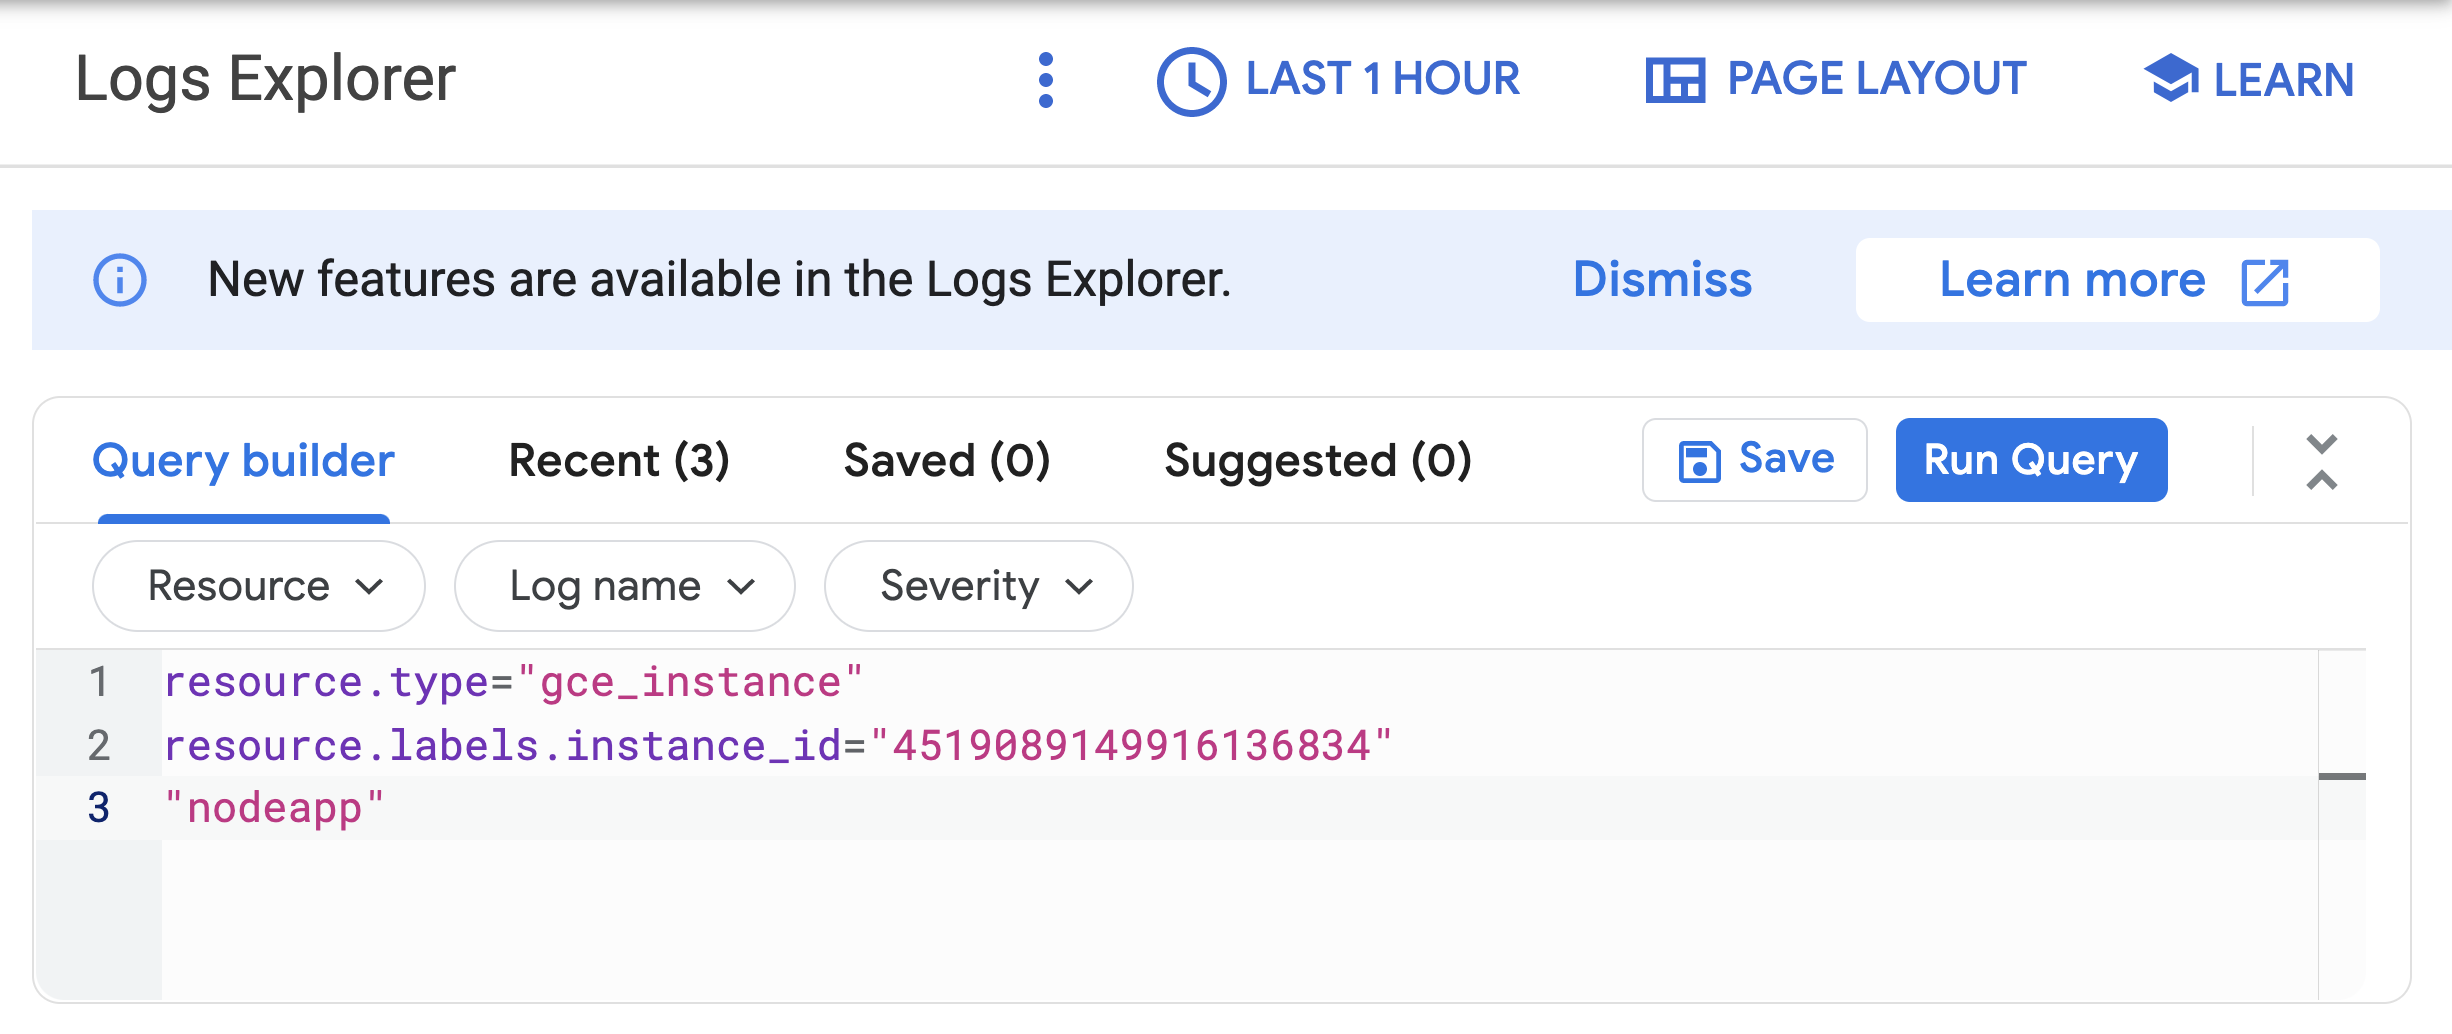 Logs Explorer
LAST 1 HOUR
PAGE LAYOUT
LEARN
New features are available in the Logs Explorer.
Dismiss
Learn more
Query builder
Recent (3)
Saved (0)
Suggested (0)
Save
Run Query
Resource
Log name
Severity
1 resource.type="gce_instance"
2 resource.labels.instance_id="4519089149916136834"
3 "nodeapp"